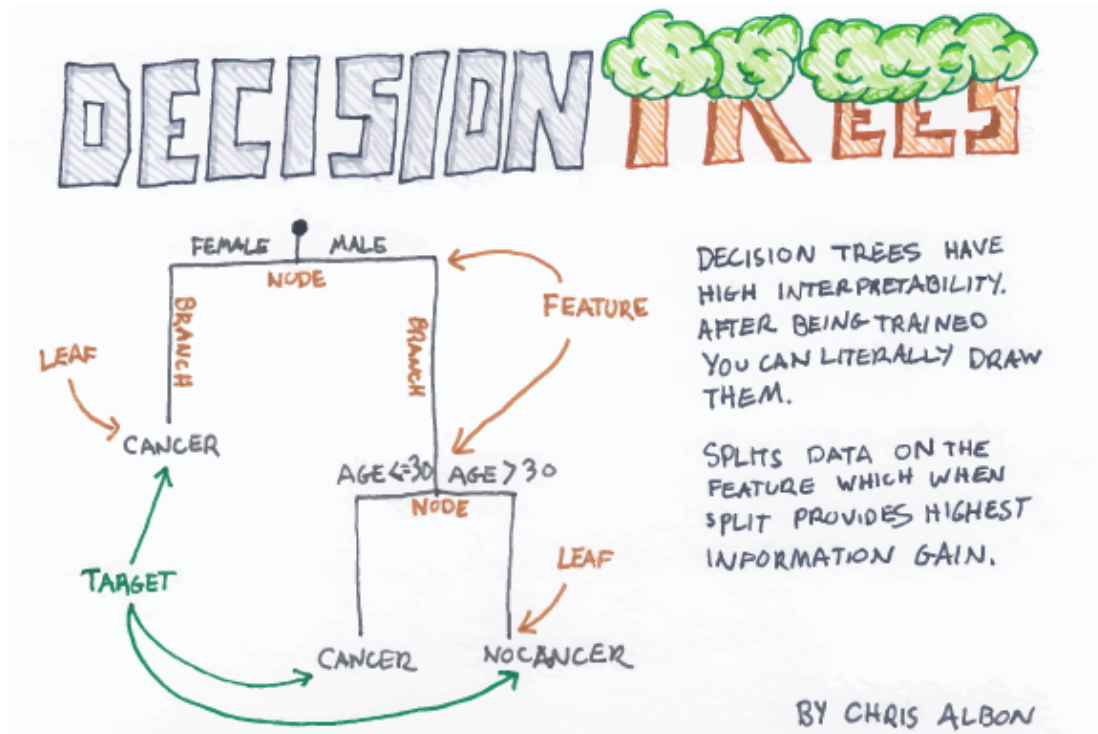 DECISION TREES
FEMALE MALE
NODE
BRANCH
BRANCH
FEATURE
LEAF
CANCER
AGE <=30 AGE >30
NODE
TARGET
LEAF
CANCER
NO CANCER
DECISION TREES HAVE
HIGH INTERPRETABILITY.
AFTER BEING TRAINED
YOU CAN LITERALLY DRAW
THEM.
SPLITS DATA ON THE
FEATURE WHICH WHEN
SPLIT PROVIDES HIGHEST
INFORMATION GAIN.
BY CHRIS ALBON